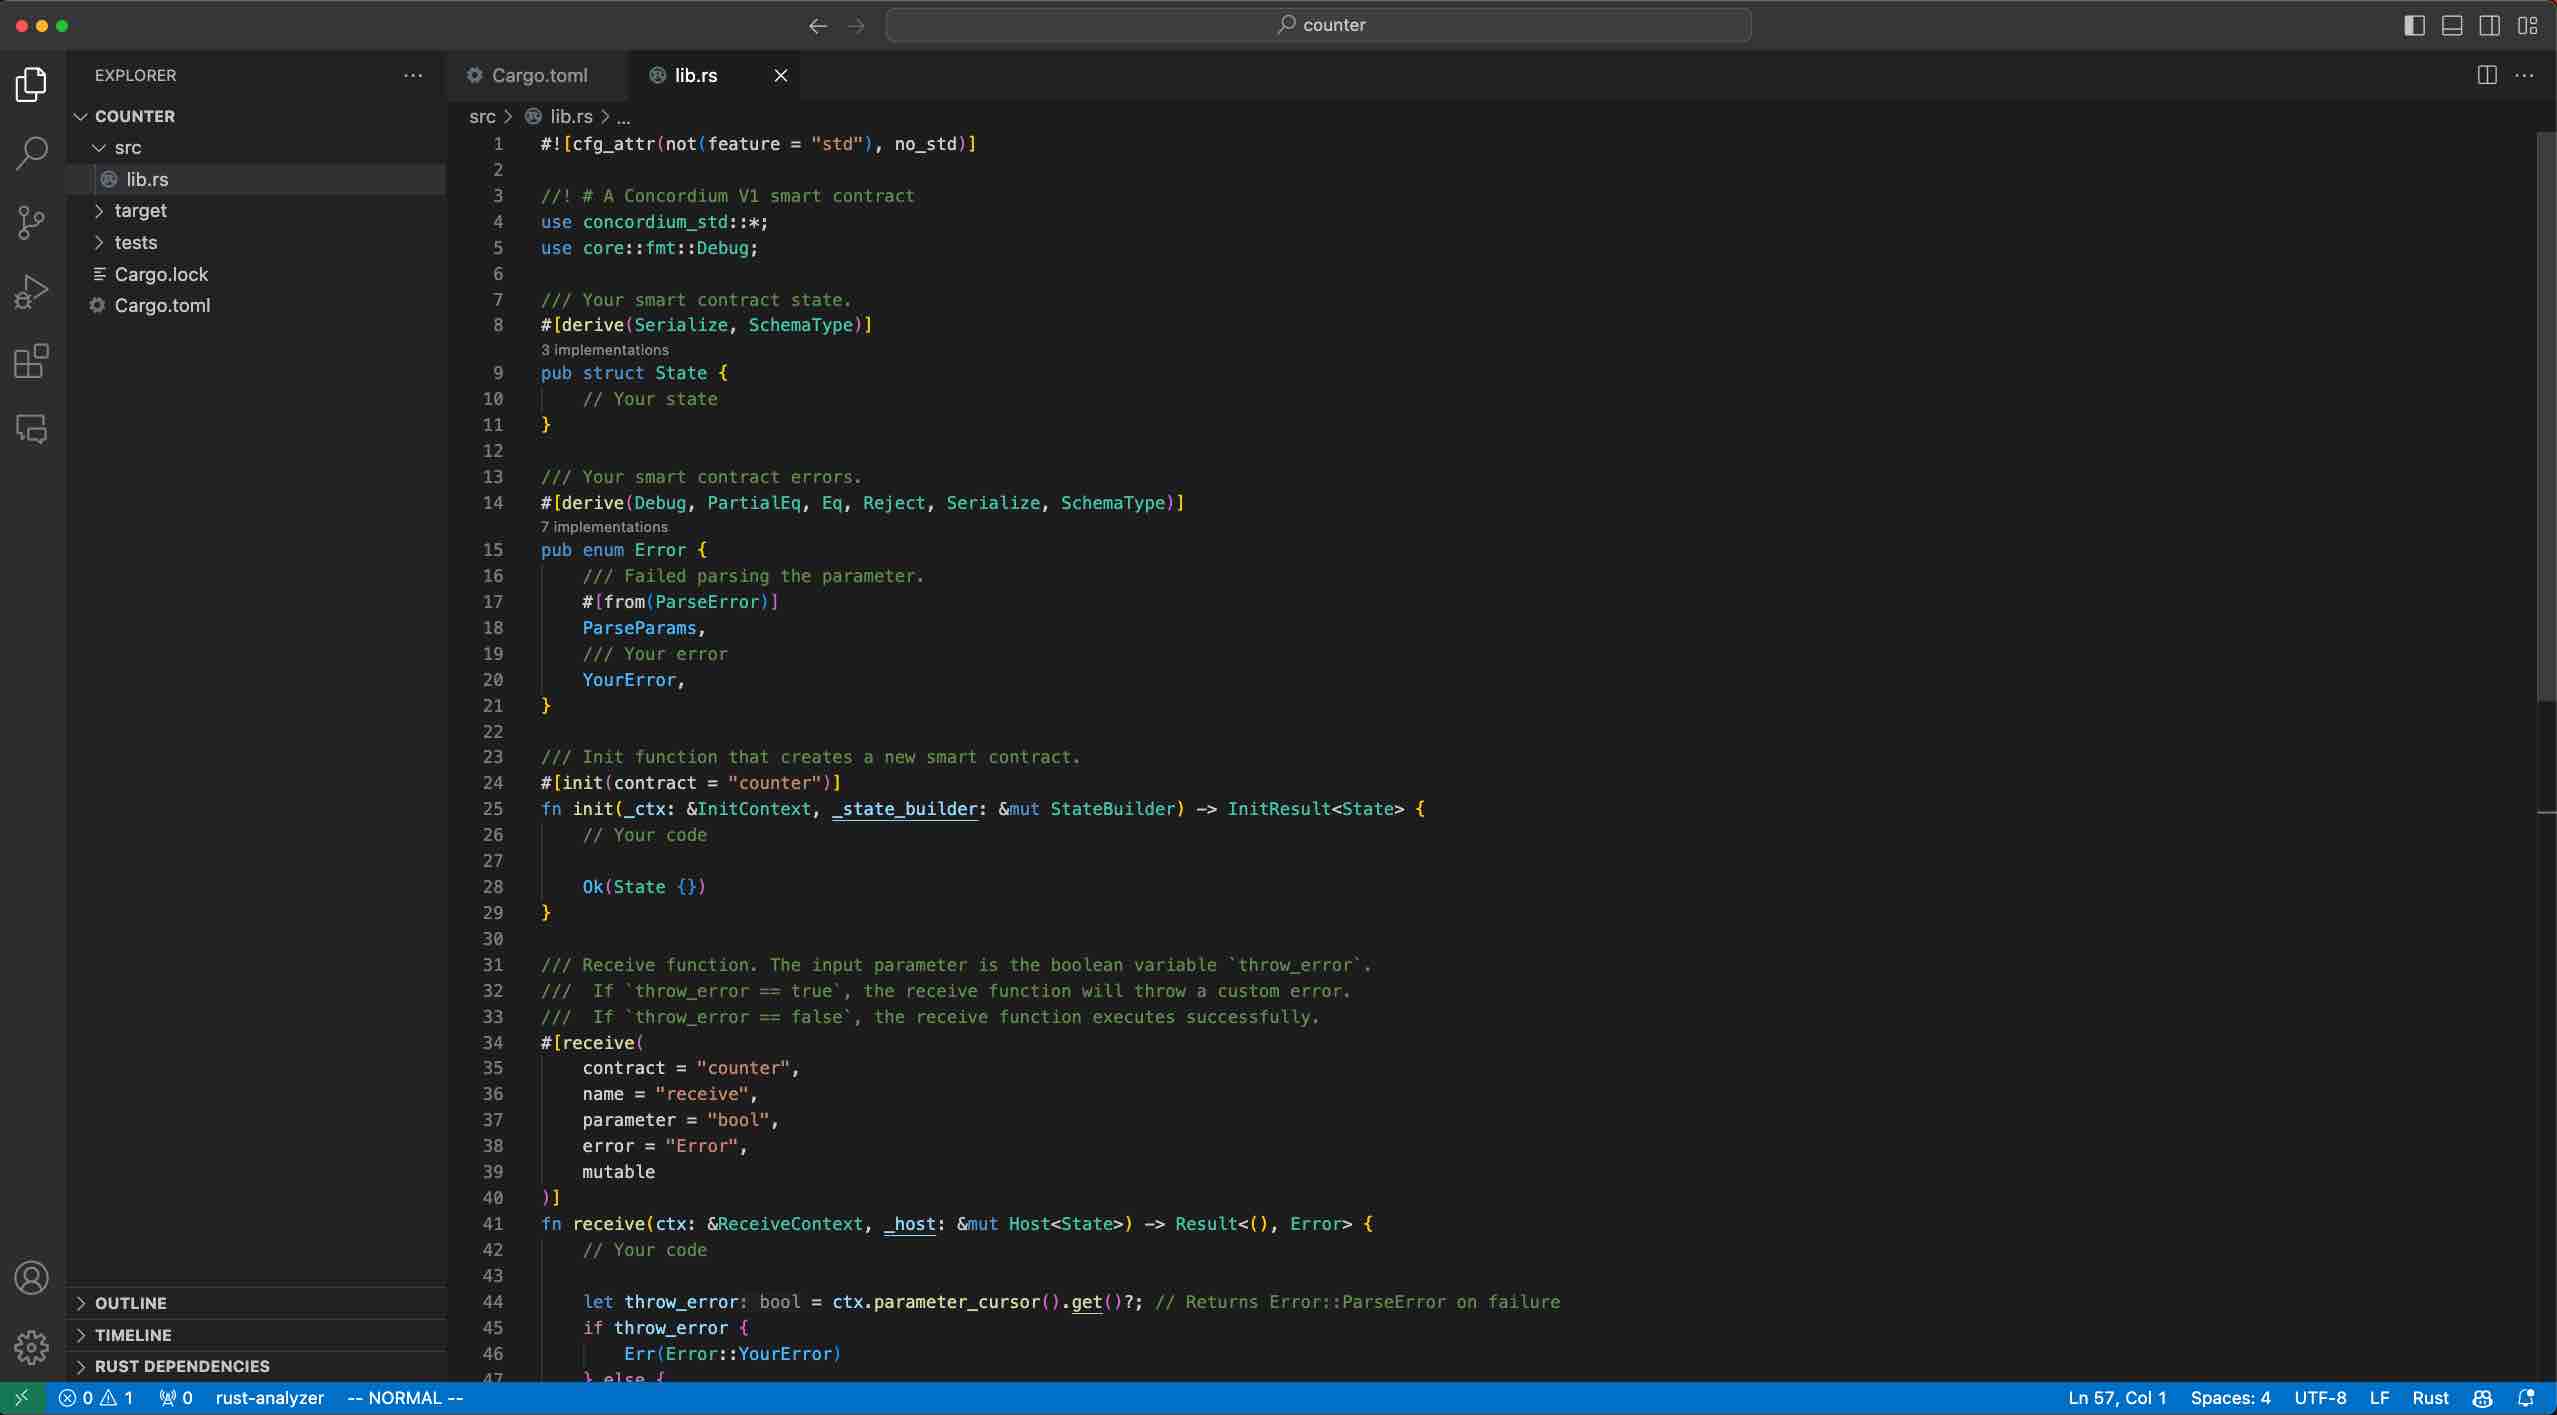 counter
EXPLORER
COUNTER
src
lib.rs
target
tests
Cargo.lock
Cargo.toml
OUTLINE
TIMELINE
RUST DEPENDENCIES
Cargo.toml
lib.rs
src > lib.rs > ...
1 #![cfg_attr(not(feature = "std"), no_std)]
2
3 //! # A Concordium V1 smart contract
4 use concordium_std::*;
5 use core::fmt::Debug;
6
7 /// Your smart contract state.
8 #[derive(Serialize, SchemaType)]
3 implementations
9 pub struct State {
10 // Your state
11 }
12
13 /// Your smart contract errors.
14 #[derive(Debug, PartialEq, Eq, Reject, Serialize, SchemaType)]
7 implementations
15 pub enum Error {
16 /// Failed parsing the parameter.
17 #[from(ParseError)]
18 ParseParams,
19 /// Your error
20 YourError,
21 }
22
23 /// Init function that creates a new smart contract.
24 #[init(contract = "counter")]
25 fn init(_ctx: &InitContext, _state_builder: &mut StateBuilder) -> InitResult<State> {
26 // Your code
27
28 Ok(State {})
29 }
30
31 /// Receive function. The input parameter is the boolean variable `throw_error`.
32 ///  If `throw_error == true`, the receive function will throw a custom error.
33 ///  If `throw_error == false`, the receive function executes successfully.
34 #[receive(
35 contract = "counter",
36 name = "receive",
37 parameter = "bool",
38 error = "Error",
39 mutable
40 )]
41 fn receive(ctx: &ReceiveContext, _host: &mut Host<State>) -> Result<(), Error> {
42 // Your code
43
44 let throw_error: bool = ctx.parameter_cursor().get()?; // Returns Error::ParseError on failure
45 if throw_error {
46 Err(Error::YourError)
47 } else {
0 1 0 rust-analyzer -- NORMAL -- Ln 57, Col 1 Spaces: 4 UTF-8 LF Rust